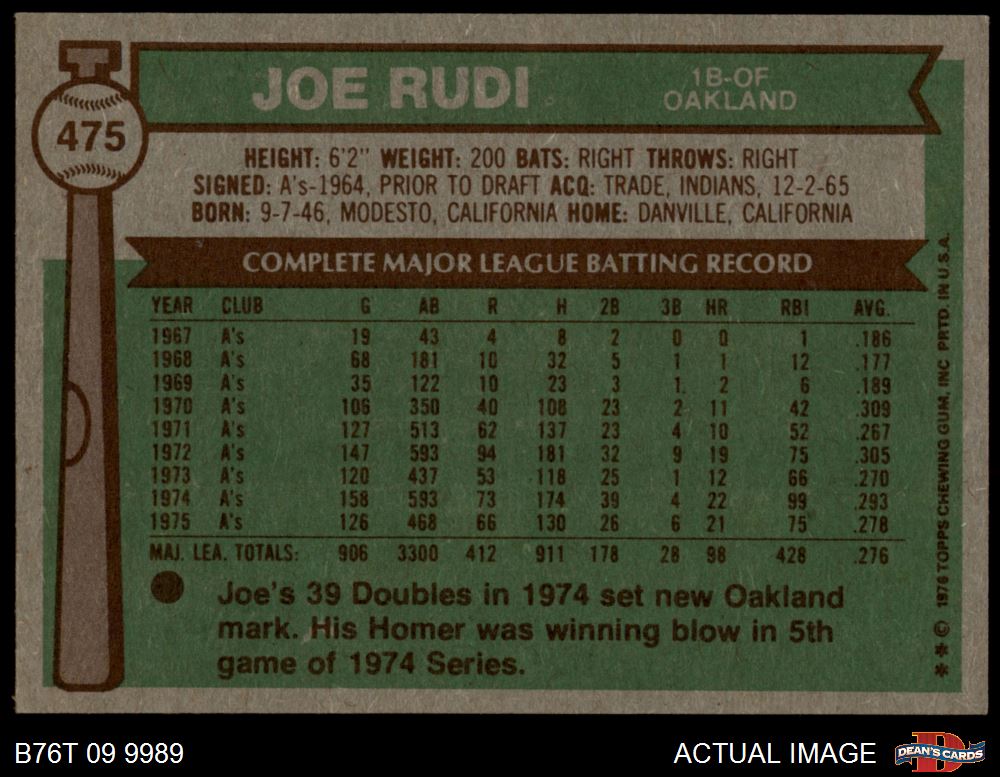 JOE RUDI
1B-OF
OAKLAND
475
HEIGHT: 6'2" WEIGHT: 200 BATS: RIGHT THROWS: RIGHT
SIGNED: A's-1964, PRIOR TO DRAFT ACQ: TRADE, INDIANS, 12-2-65
BORN: 9-7-46, MODESTO, CALIFORNIA HOME: DANVILLE, CALIFORNIA
COMPLETE MAJOR LEAGUE BATTING RECORD
YEAR CLUB G AB R H 2B 3B HR RBI AVG.
1967 A's 19 43 4 8 2 0 0 1 .186
1968 A's 68 181 10 32 5 1 1 12 .177
1969 A's 35 122 10 23 3 1 2 6 .189
1970 A's 106 350 40 108 23 2 11 42 .309
1971 A's 127 513 62 137 23 4 10 52 .267
1972 A's 147 593 94 181 32 9 19 75 .305
1973 A's 120 437 53 118 25 1 12 66 .270
1974 A's 158 593 73 174 39 4 22 99 .293
1975 A's 126 468 66 130 26 6 21 75 .278
MAJ. LEA. TOTALS: 906 3300 412 911 178 28 98 428 .276
Joe's 39 Doubles in 1974 set new Oakland
mark. His Homer was winning blow in 5th
game of 1974 Series.
* * © 1976 TOPPS CHEWING GUM, INC PRTD. IN U.S.A.
B76T 09 9989
ACTUAL IMAGE
D
DEAN'S CARDS